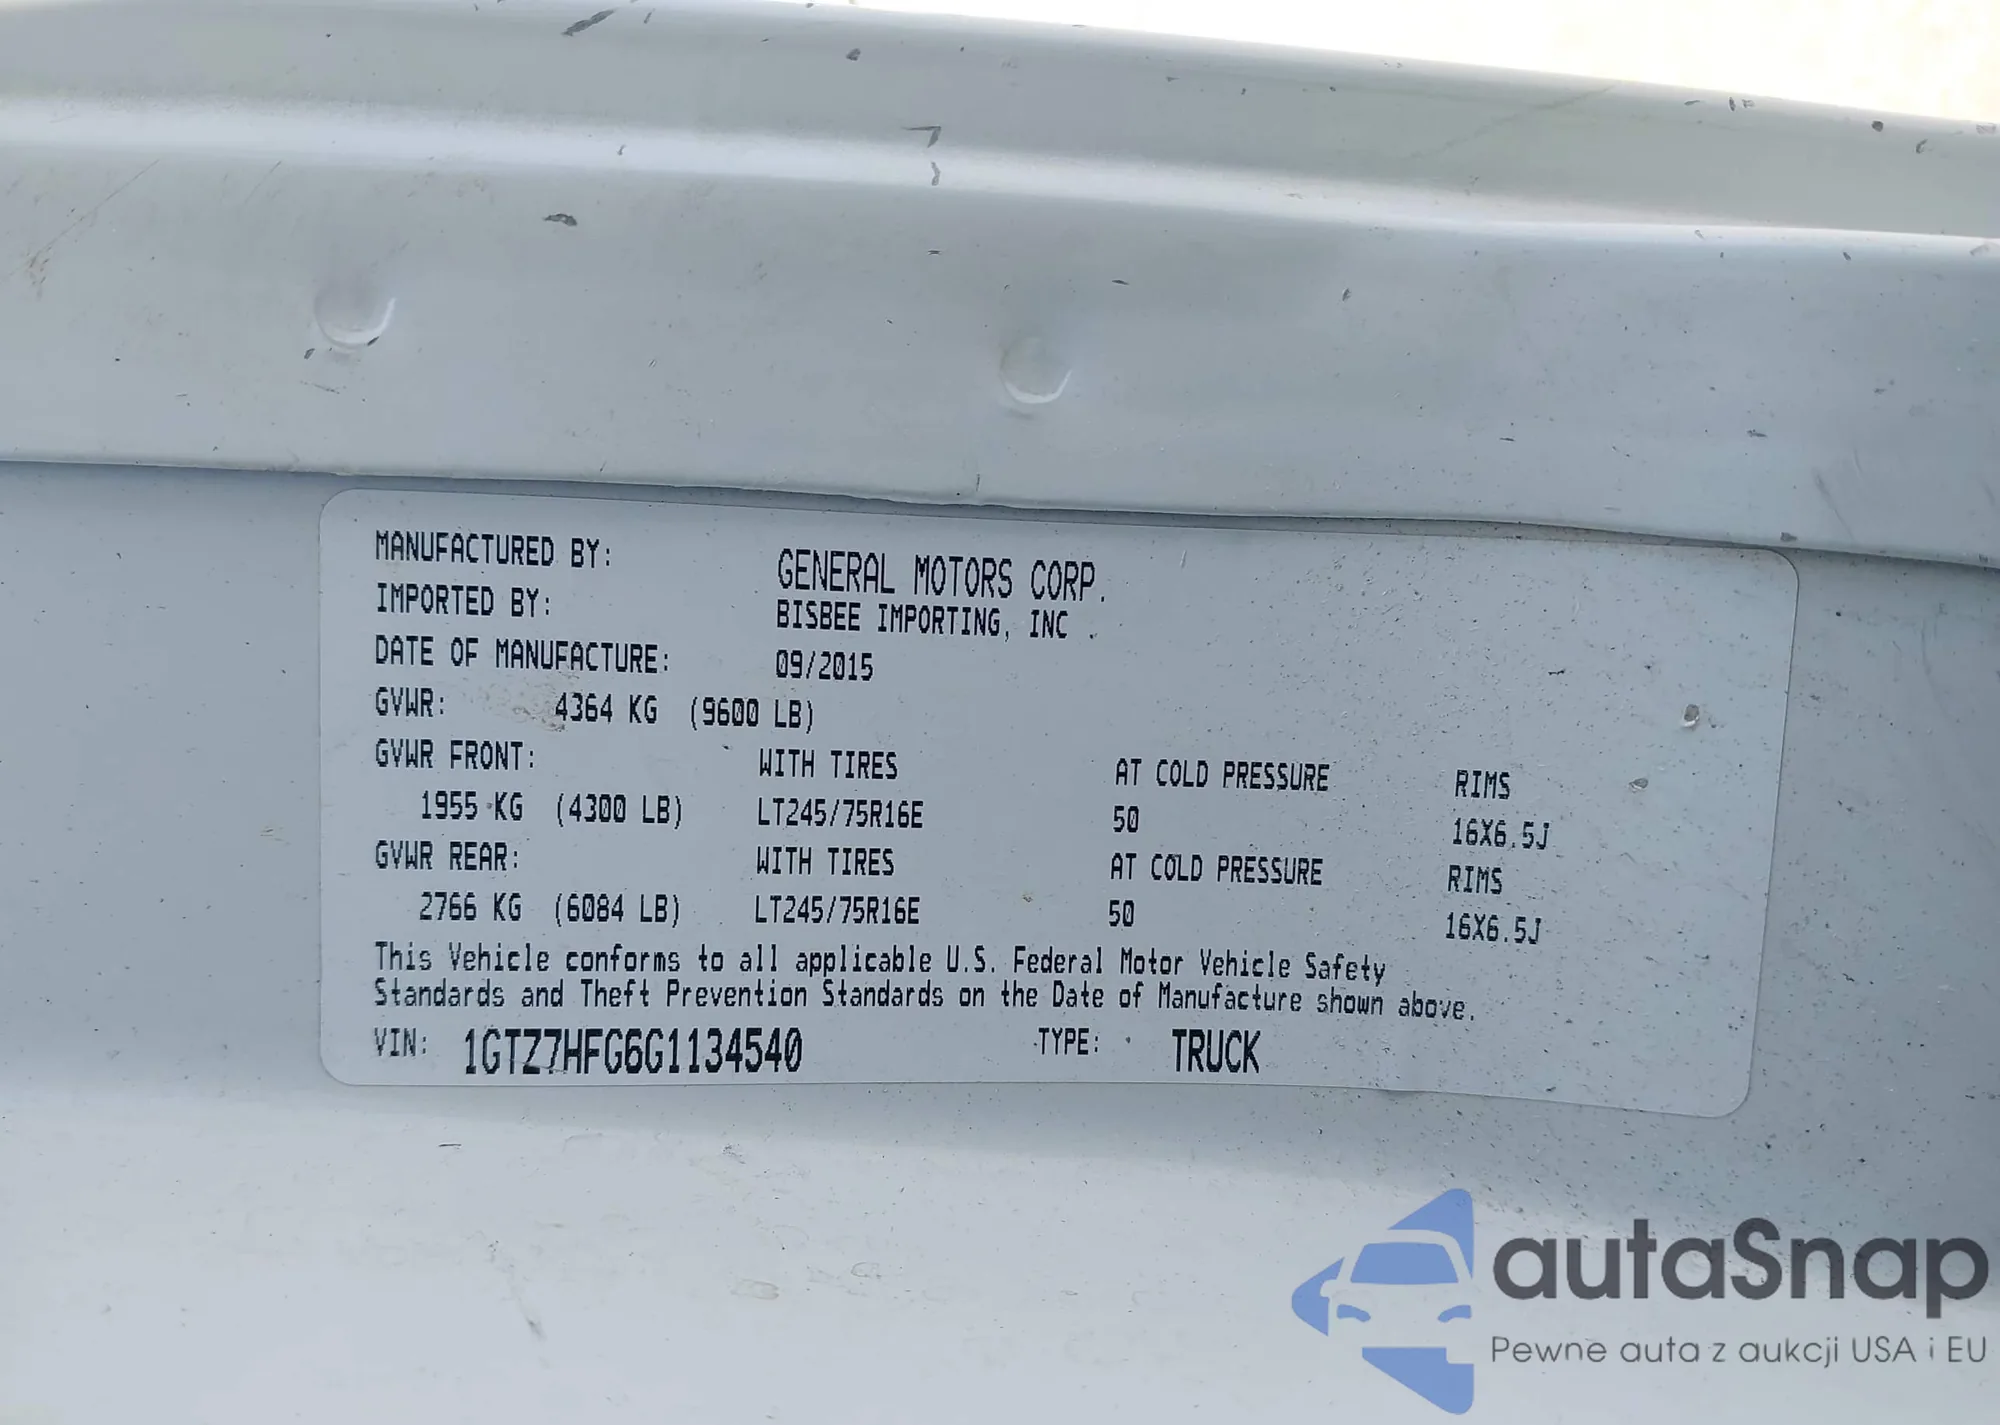 MANUFACTURED BY: GENERAL MOTORS CORP.
IMPORTED BY: BISBEE IMPORTING, INC .
DATE OF MANUFACTURE: 09/2015
GVWR: 4364 KG (9600 LB)
GVWR FRONT: WITH TIRES AT COLD PRESSURE RIMS
1955 KG (4300 LB) LT245/75R16E 50 16X6.5J
GVWR REAR: WITH TIRES AT COLD PRESSURE RIMS
2766 KG (6084 LB) LT245/75R16E 50 16X6.5J
This Vehicle conforms to all applicable U.S. Federal Motor Vehicle Safety
Standards and Theft Prevention Standards on the Date of Manufacture shown above.
VIN: 1GTZ7HFG6G1134540 TYPE: TRUCK
autaSnap
Pewne auta z aukcji USA i EU